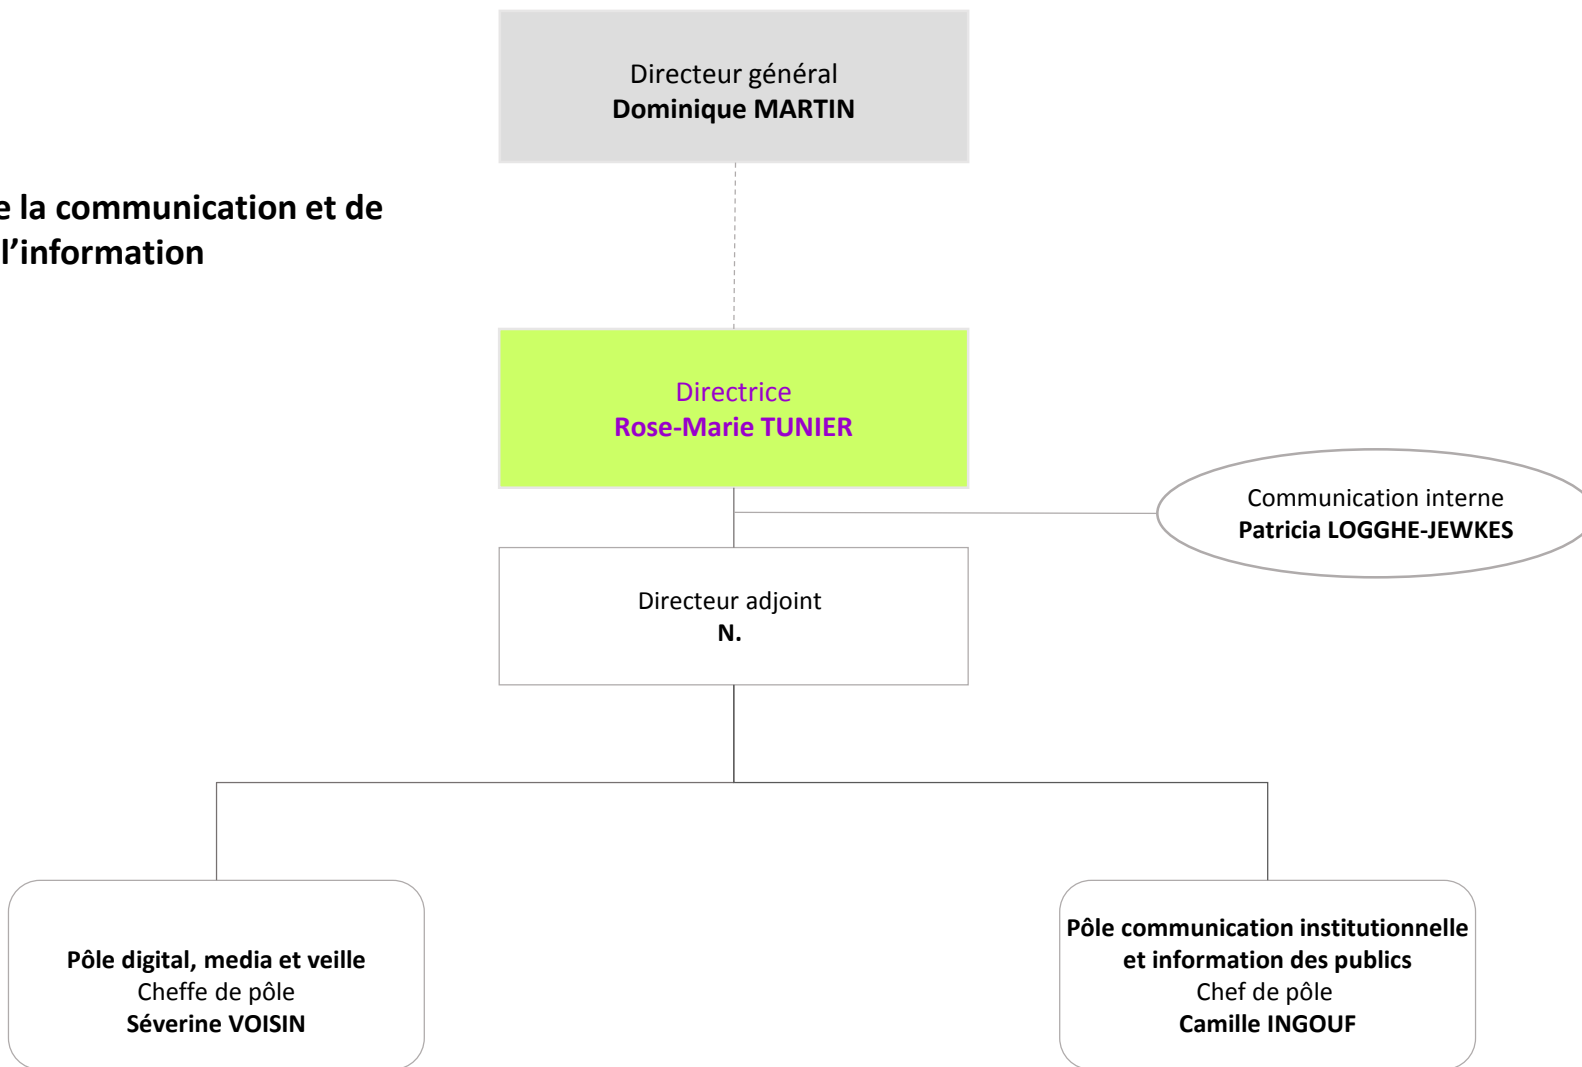 Directeur général
Dominique MARTIN
e la communication et de
l’information
Directrice
Rose-Marie TUNIER
Communication interne
Patricia LOGGHE-JEWKES
Directeur adjoint
N.
Pôle digital, media et veille
Cheffe de pôle
Séverine VOISIN
Pôle communication institutionnelle
et information des publics
Chef de pôle
Camille INGOUF